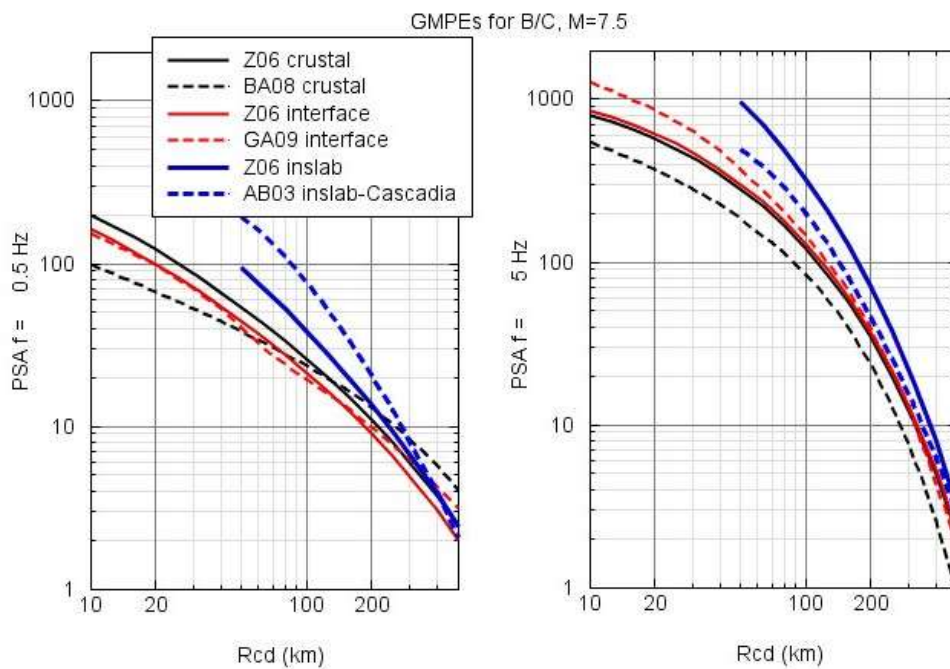 GMPEs for B/C, M=7.5
Z06 crustal
BA08 crustal
Z06 interface
GA09 interface
Z06 inslab
AB03 inslab-Cascadia
PSA f = 0.5 Hz
1000
100
10
1
10 20 100 200
Rcd (km)
PSA f = 5 Hz
1000
100
10
1
10 20 100 200
Rcd (km)